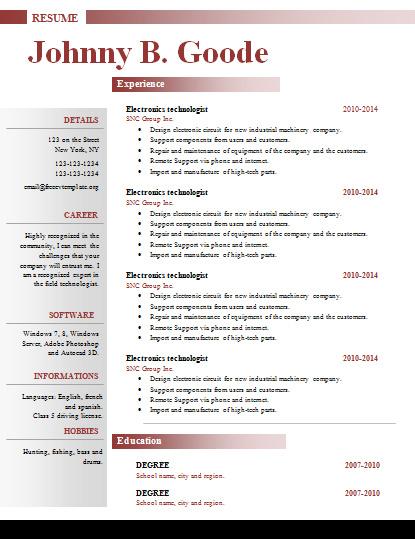 RESUME
Johnny B. Goode
DETAILS
123 on the Street
New York, NY
123-123-1234
123-123-1234
email@freecvtemplate.org
CAREER
Highly recognized in the
community, I can meet the
challenges that your
company will entrust me. I
am a recognized expert in
the field technologist.
SOFTWARE
Windows 7, 8, Windows
Server, Adobe Photoshop
and Autocad 3D.
INFORMATIONS
Languages: English, french
and spanish.
Class 5 driving license.
HOBBIES
Hunting, fishing, bass and
drums.
Experience
Electronics technologist 2010-2014
SNC Group Inc.
• Design electronic circuit for new industrial machinery company.
• Support components from users and customers.
• Repair and maintenance of equipment of the company and the customers.
• Remote Support via phone and internet.
• Import and manufacture of high-tech parts.
Electronics technologist 2010-2014
SNC Group Inc.
• Design electronic circuit for new industrial machinery company.
• Support components from users and customers.
• Repair and maintenance of equipment of the company and the customers.
• Remote Support via phone and internet.
• Import and manufacture of high-tech parts.
Electronics technologist 2010-2014
SNC Group Inc.
• Design electronic circuit for new industrial machinery company.
• Support components from users and customers.
• Repair and maintenance of equipment of the company and the customers.
• Remote Support via phone and internet.
• Import and manufacture of high-tech parts.
Electronics technologist 2010-2014
SNC Group Inc.
• Design electronic circuit for new industrial machinery company.
• Support components from users and customers.
• Repair and maintenance of equipment of the company and the customers.
• Remote Support via phone and internet.
• Import and manufacture of high-tech parts.
Education
DEGREE 2007-2010
School name, city and region.
DEGREE 2007-2010
School name, city and region.